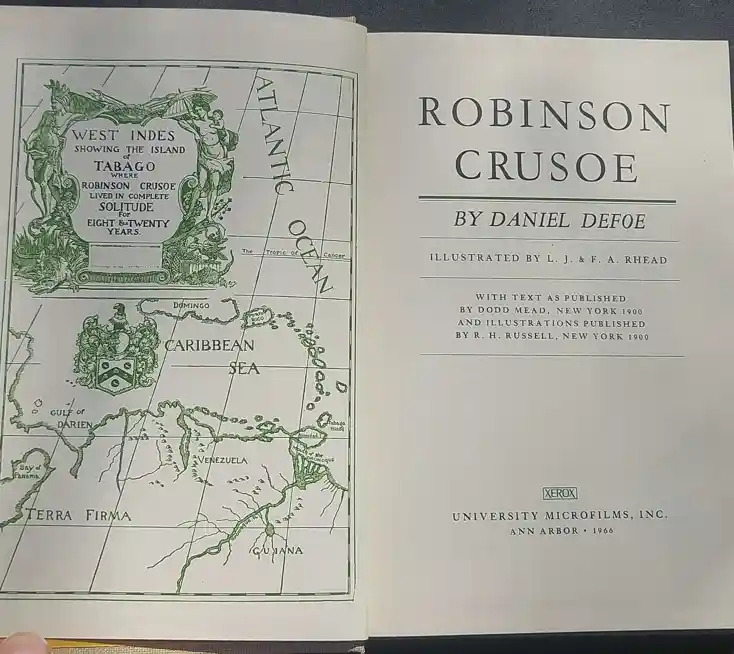 WEST INDES
SHOWING THE ISLAND
of
TABAGO
WHERE
ROBINSON CRUSOE
LIVED IN COMPLETE
SOLITUDE
for
EIGHT & TWENTY
YEARS.
ATLANTIC OCEAN
The Tropic of Cancer
DOMINGO
CARIBBEAN
SEA
GULF OF
DARIEN
Bay of
Panama
VENEZUELA
TERRA FIRMA
GUIANA
ROBINSON
CRUSOE
BY DANIEL DEFOE
ILLUSTRATED BY L. J. & F. A. RHEAD
WITH TEXT AS PUBLISHED
BY DODD MEAD, NEW YORK 1900
AND ILLUSTRATIONS PUBLISHED
BY R. H. RUSSELL, NEW YORK 1900
XEROX
UNIVERSITY MICROFILMS, INC.
ANN ARBOR • 1966